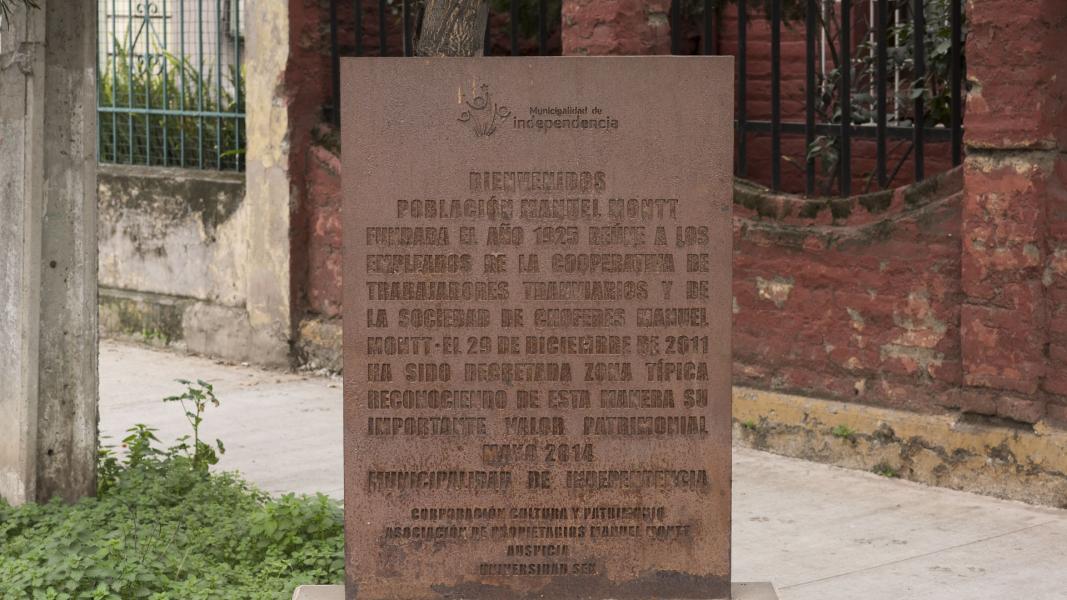 Municipalidad de
independencia
BIENVENIDOS
POBLACIÓN MANUEL MONTT
FUNDADA EL AÑO 1925 REÚNE A LOS
EMPLEADOS DE LA COOPERATIVA DE
TRABAJADORES TRANVIARIOS Y DE
LA SOCIEDAD DE CHOFERES MANUEL
MONTT·EL 29 DE DICIEMBRE DE 2011
HA SIDO DECRETADA ZONA TÍPICA
RECONOCIENDO DE ESTA MANERA SU
IMPORTANTE VALOR PATRIMONIAL
MAYO 2014
MUNICIPALIDAD DE INDEPENDENCIA
CORPORACIÓN CULTURA Y PATRIMONIO
ASOCIACIÓN DE PROPIETARIOS MANUEL MONTT
AUSPICIA
UNIVERSIDAD SEK